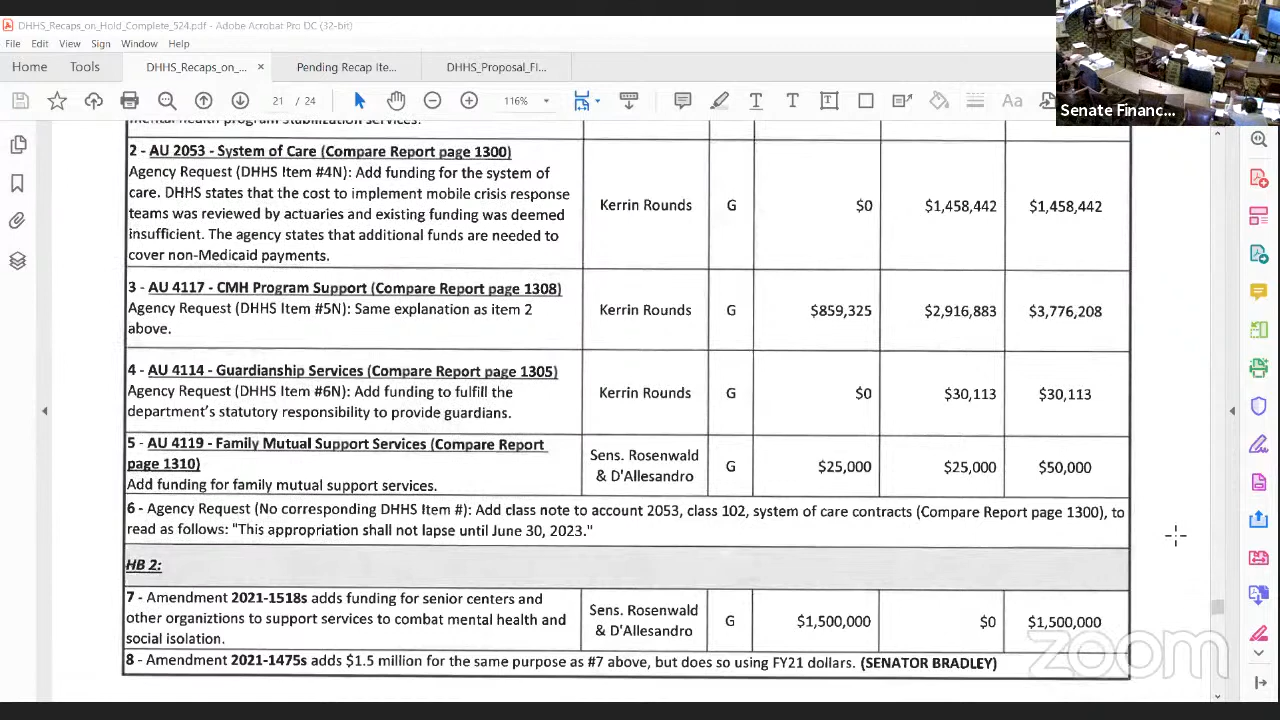 DHHS_Recaps_on_Hold_Complete_524.pdf - Adobe Acrobat Pro DC (32-bit)
File Edit View Sign Window Help
Home Tools DHHS_Recaps_on_... × Pending Recap Ite... DHHS_Proposal_FI...
21 / 24 116%
Senate Financ...
mental health program stabilization services.
2 - AU 2053 - System of Care (Compare Report page 1300)
Agency Request (DHHS Item #4N): Add funding for the system of
care. DHHS states that the cost to implement mobile crisis response
teams was reviewed by actuaries and existing funding was deemed
insufficient. The agency states that additional funds are needed to
cover non-Medicaid payments.
Kerrin Rounds G $0 $1,458,442 $1,458,442
3 - AU 4117 - CMH Program Support (Compare Report page 1308)
Agency Request (DHHS Item #5N): Same explanation as item 2
above.
Kerrin Rounds G $859,325 $2,916,883 $3,776,208
4 - AU 4114 - Guardianship Services (Compare Report page 1305)
Agency Request (DHHS Item #6N): Add funding to fulfill the
department's statutory responsibility to provide guardians.
Kerrin Rounds G $0 $30,113 $30,113
5 - AU 4119 - Family Mutual Support Services (Compare Report
page 1310)
Add funding for family mutual support services.
Sens. Rosenwald
& D'Allesandro
G $25,000 $25,000 $50,000
6 - Agency Request (No corresponding DHHS Item #): Add class note to account 2053, class 102, system of care contracts (Compare Report page 1300), to
read as follows: "This appropriation shall not lapse until June 30, 2023."
HB 2:
7 - Amendment 2021-1518s adds funding for senior centers and
other organiztions to support services to combat mental health and
social isolation.
Sens. Rosenwald
& D'Allesandro
G $1,500,000 $0 $1,500,000
8 - Amendment 2021-1475s adds $1.5 million for the same purpose as #7 above, but does so using FY21 dollars. (SENATOR BRADLEY)
zoom